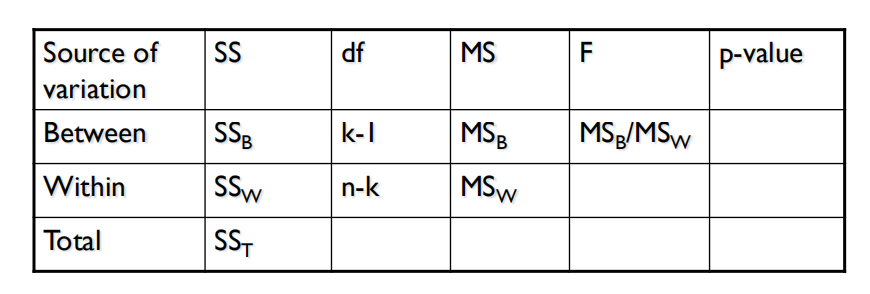 Source of variation SS df MS F p-value
Between SS_B k-1 MS_B MS_B/MS_W
Within SS_W n-k MS_W
Total SS_T